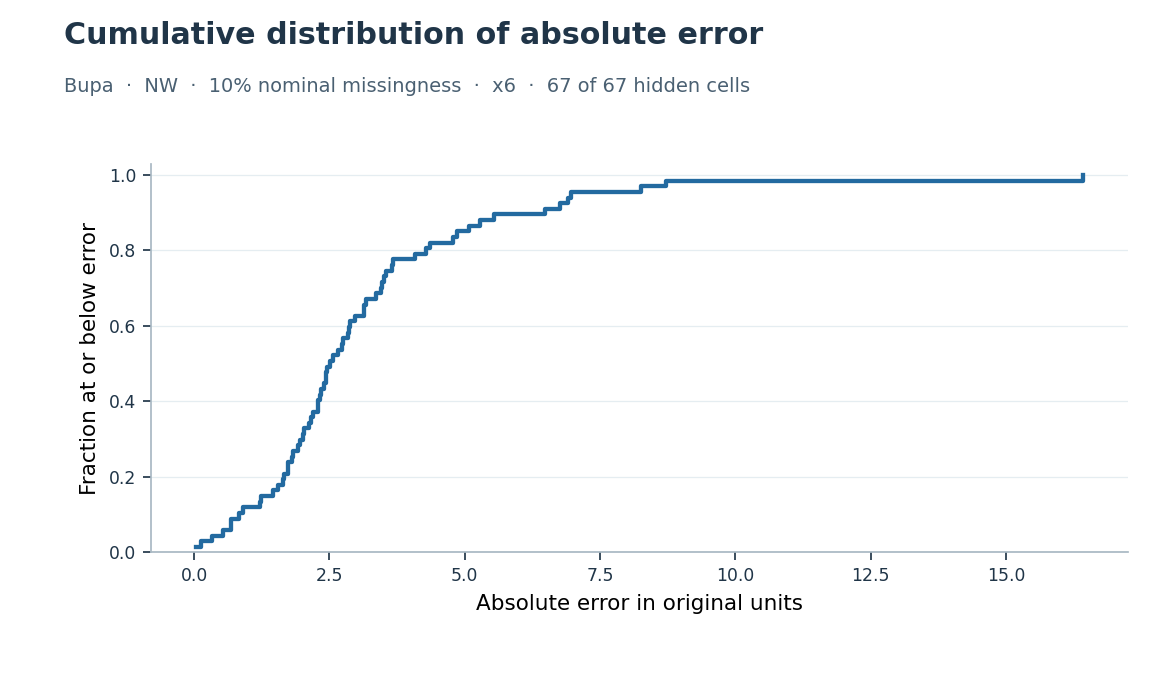 Cumulative distribution of absolute error
Bupa · NW · 10% nominal missingness · x6 · 67 of 67 hidden cells
Fraction at or below error
1.0
0.8
0.6
0.4
0.2
0.0
0.0 2.5 5.0 7.5 10.0 12.5 15.0
Absolute error in original units